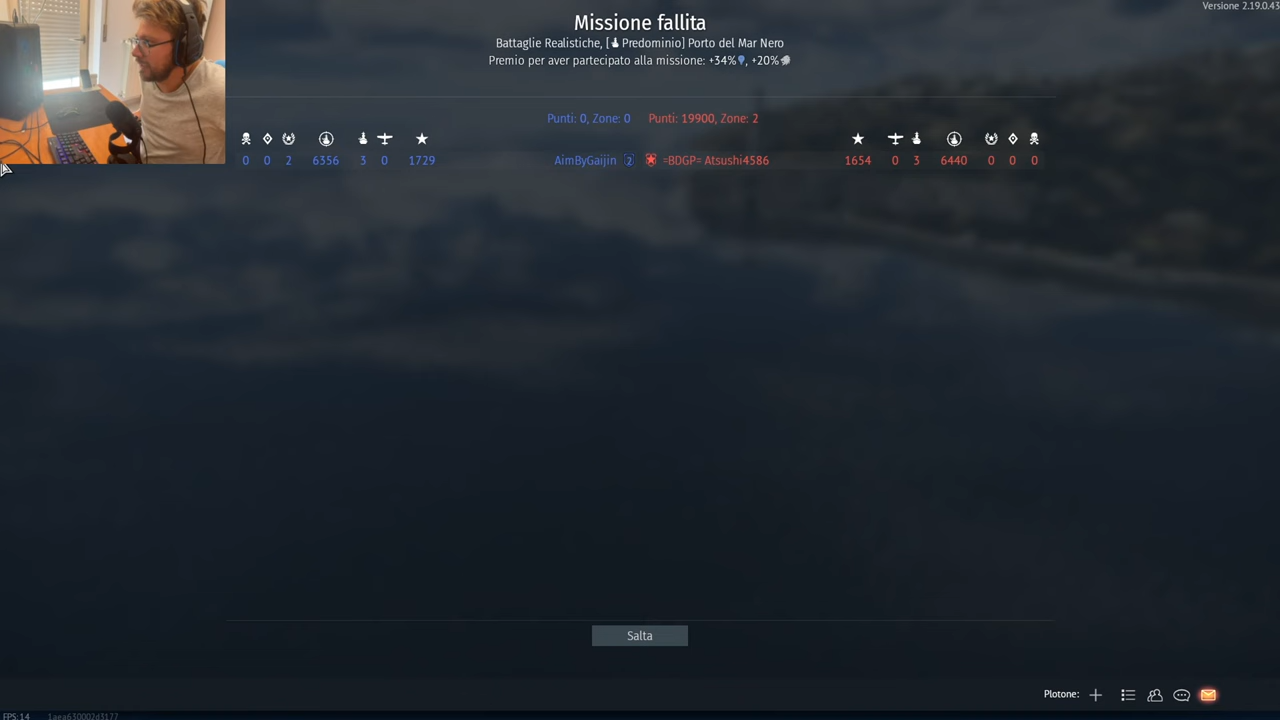 Versione 2.19.0.43
Missione fallita
Battaglie Realistiche, [Predominio] Porto del Mar Nero
Premio per aver partecipato alla missione: +34%, +20%
Punti: 0, Zone: 0 Punti: 19900, Zone: 2
0 0 2 6356 3 0 1729 AimByGaijin 2 =BDGP= Atsushi4586 1654 0 3 6440 0 0 0
Salta
Plotone:
FPS:14 1aea630002d3177